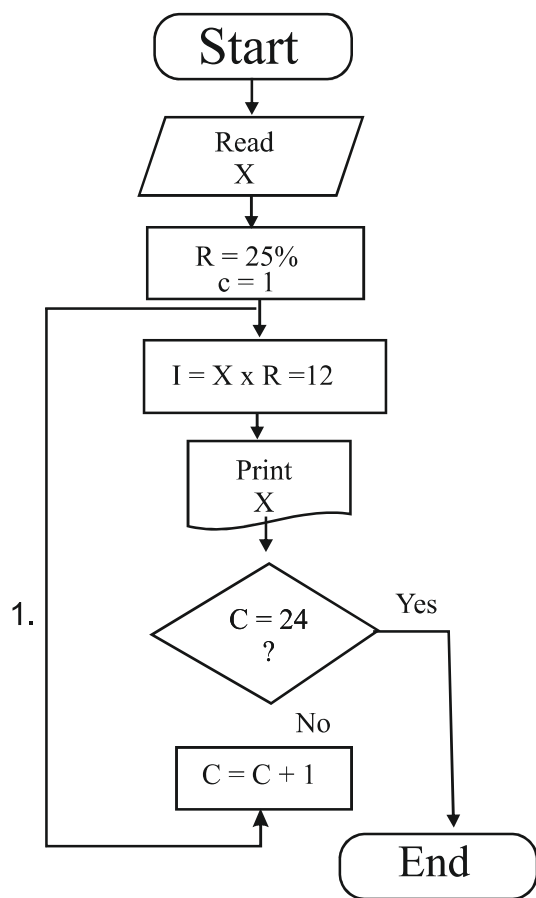 Start
Read
X
R = 25%
c = 1
I = X x R =12
Print
X
1.
C = 24
?
Yes
No
C = C + 1
End